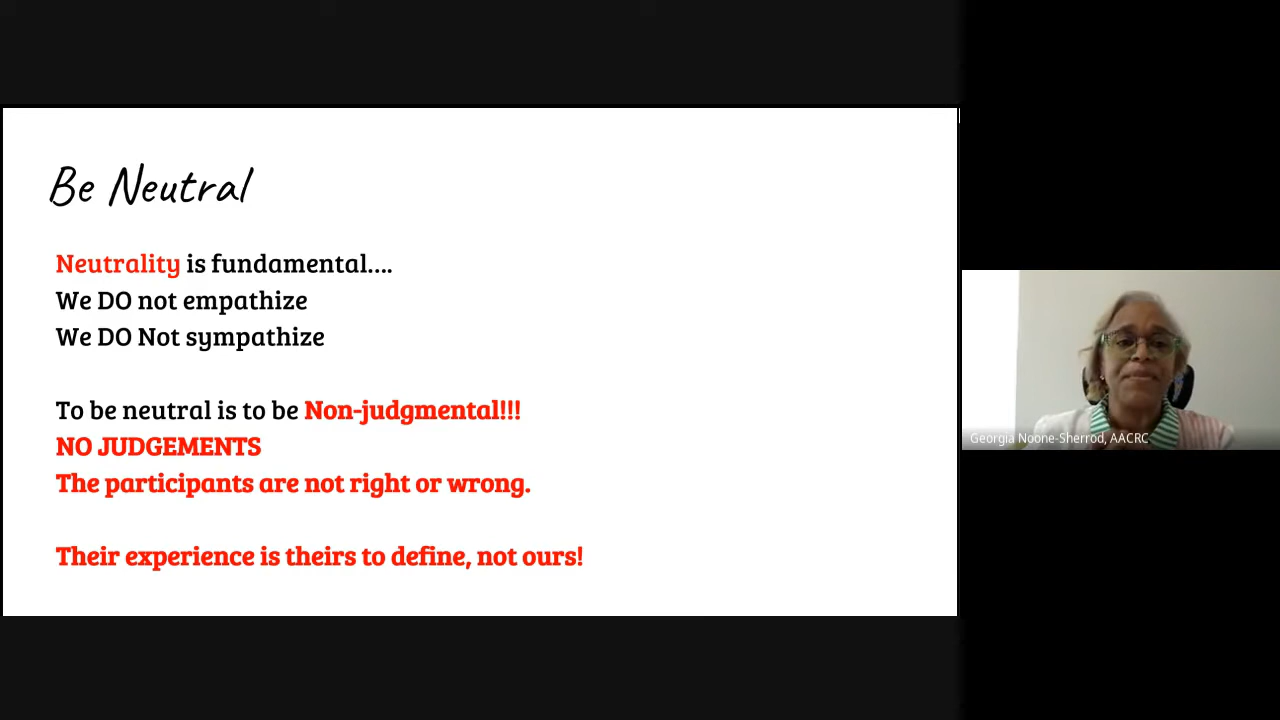 Be Neutral
Neutrality is fundamental....
We DO not empathize
We DO Not sympathize
To be neutral is to be Non-judgmental!!!
NO JUDGEMENTS
The participants are not right or wrong.
Their experience is theirs to define, not ours!
Georgia Noone-Sherrod, AACRC